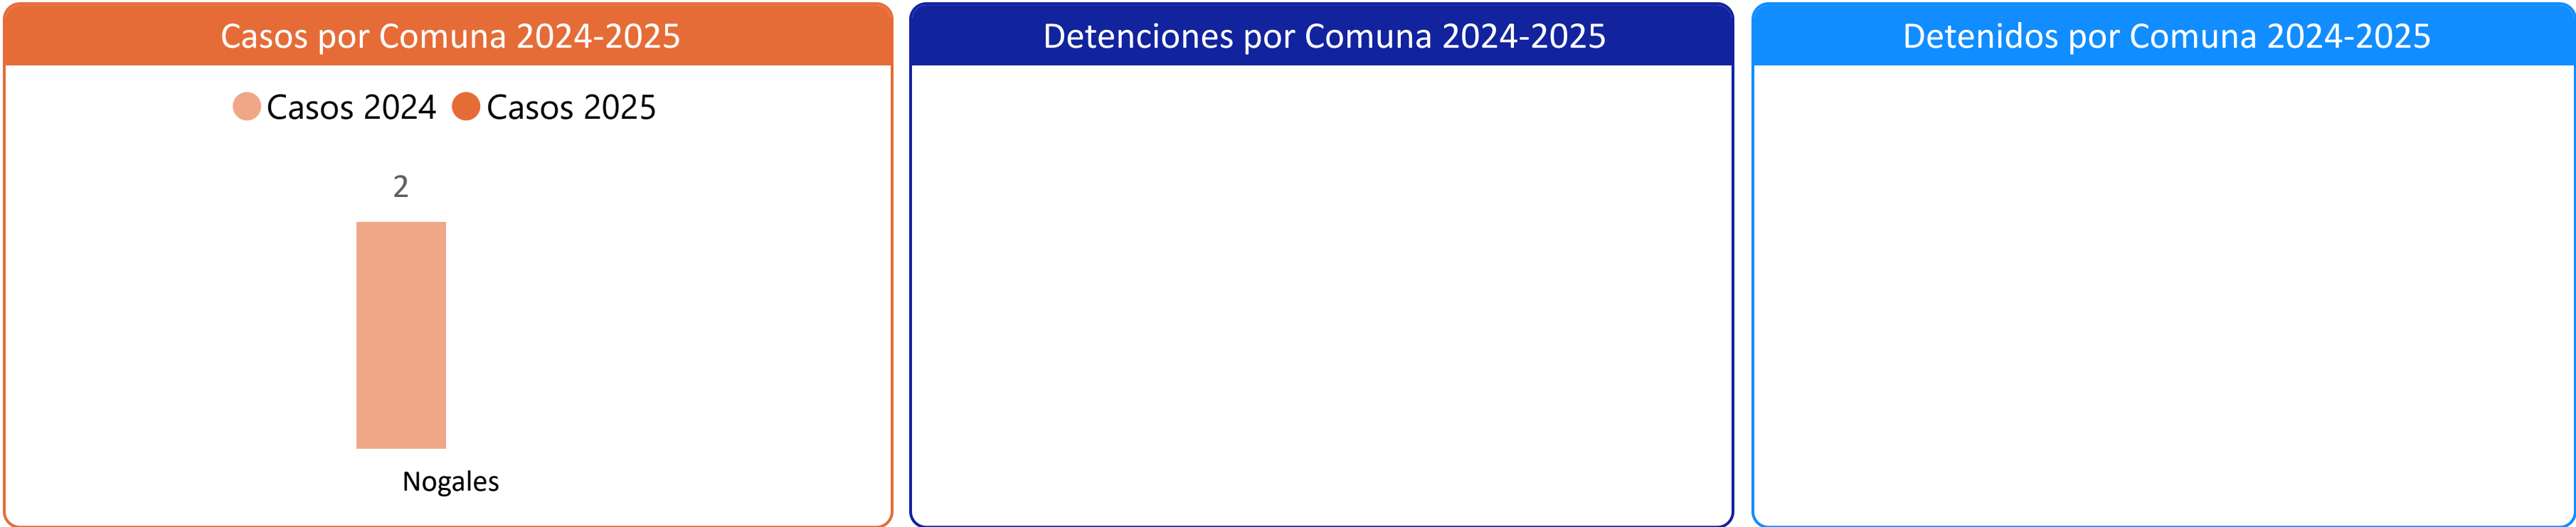 Casos por Comuna 2024-2025
Casos 2024 Casos 2025
2
Nogales
Detenciones por Comuna 2024-2025
Detenidos por Comuna 2024-2025